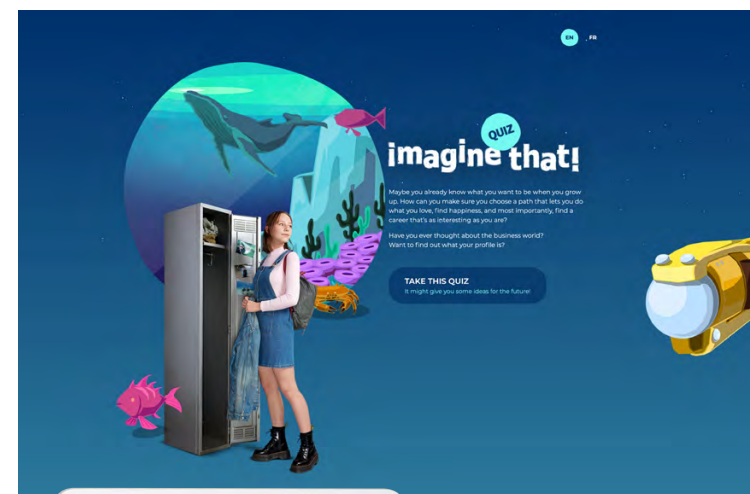 EN
FR
QUIZ
imagine that!
Maybe you already know what you want to be when you grow
up. How can you make sure you choose a path that lets you do
what you love, find happiness, and most importantly, find a
career that's as interesting as you are?
Have you ever thought about the business world?
Want to find out what your profile is?
TAKE THIS QUIZ
It might give you some ideas for the future!